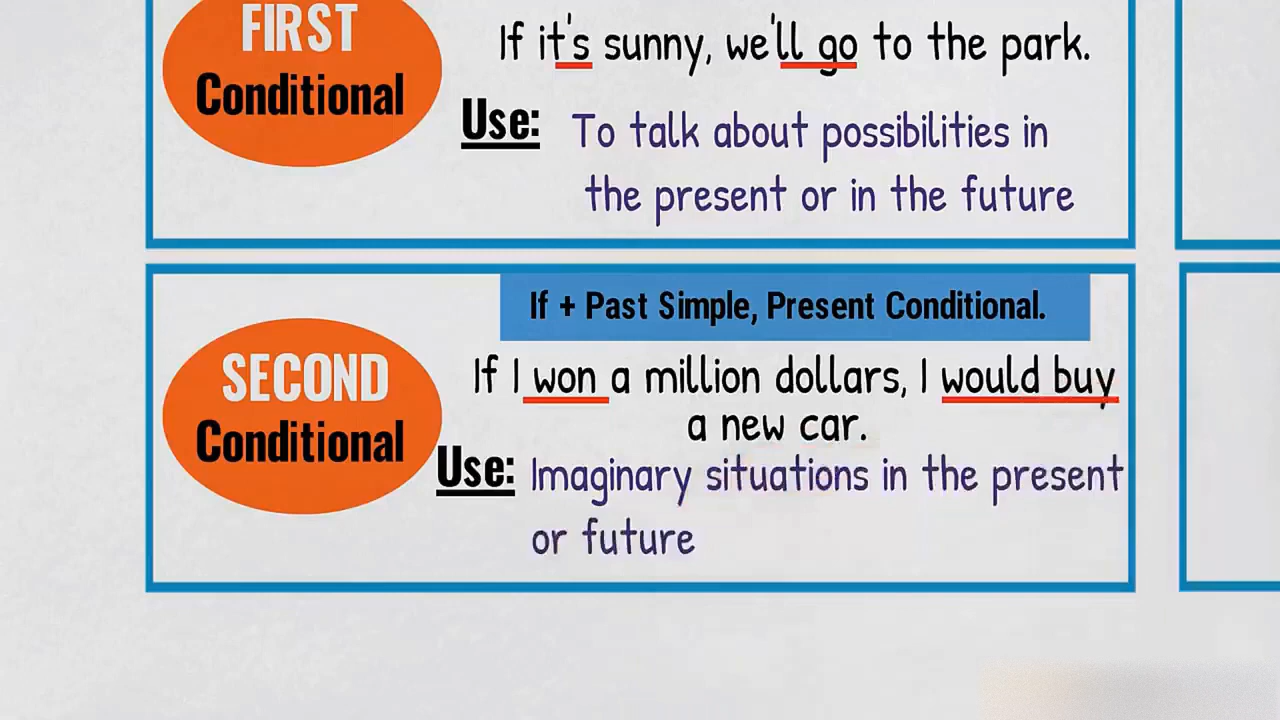 FIRST
Conditional
If it's sunny, we'll go to the park.
Use: To talk about possibilities in
the present or in the future
If + Past Simple, Present Conditional.
SECOND
Conditional
If I won a million dollars, I would buy
a new car.
Use: Imaginary situations in the present
or future